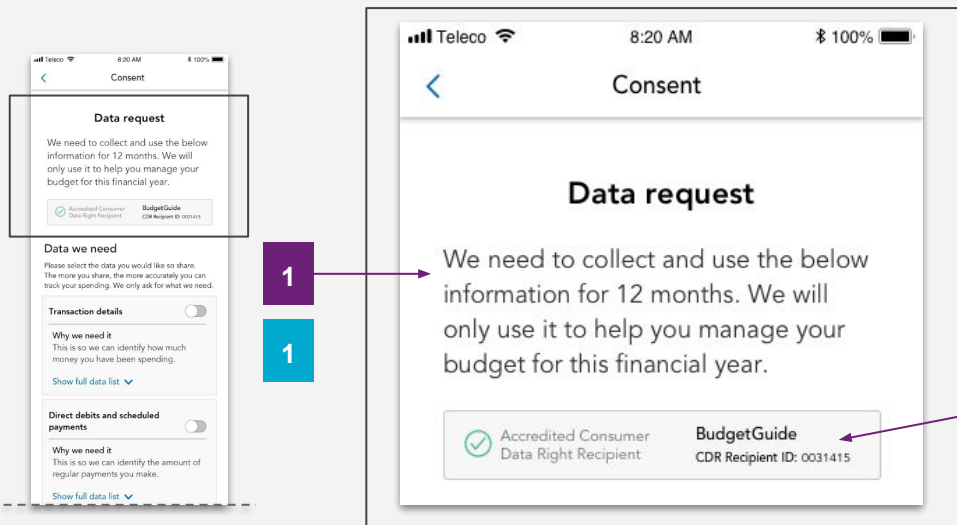 Teleco 8:20 AM 100%
Consent
Data request
We need to collect and use the below
information for 12 months. We will
only use it to help you manage your
budget for this financial year.
Accredited Consumer
Data Right Recipient
BudgetGuide
CDR Recipient ID: 0031415
Data we need
Please select the data you would like so share.
The more you share, the more accurately you can
track your spending. We only ask for what we need.
Transaction details
Why we need it
This is so we can identify how much
money you have been spending.
Show full data list
Direct debits and scheduled
payments
Why we need it
This is so we can identify the amount of
regular payments you make.
Show full data list
1
1
Teleco 8:20 AM 100%
Consent
Data request
We need to collect and use the below
information for 12 months. We will
only use it to help you manage your
budget for this financial year.
Accredited Consumer
Data Right Recipient
BudgetGuide
CDR Recipient ID: 0031415